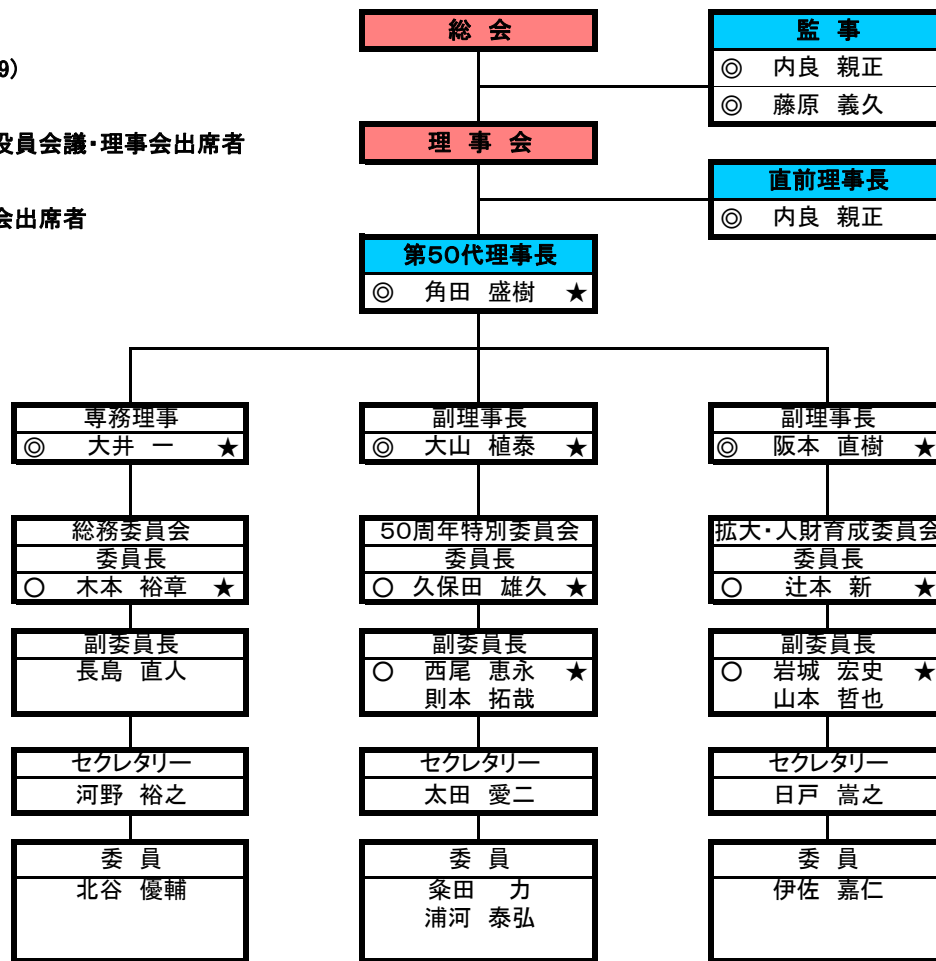 総 会
監 事
9)
◎ 内良 親正
◎ 藤原 義久
役員会議・理事会出席者
理 事 会
直前理事長
会出席者
◎ 内良 親正
第50代理事長
◎ 角田 盛樹 ★
専務理事
◎ 大井 一 ★
副理事長
◎ 大山 植泰 ★
副理事長
◎ 阪本 直樹 ★
総務委員会
委員長
○ 木本 裕章 ★
50周年特別委員会
委員長
○ 久保田 雄久 ★
拡大・人財育成委員会
委員長
○ 辻本 新 ★
副委員長
長島 直人
副委員長
○ 西尾 恵永 ★
則本 拓哉
副委員長
○ 岩城 宏史 ★
山本 哲也
セクレタリー
河野 裕之
セクレタリー
太田 愛二
セクレタリー
日戸 嵩之
委 員
北谷 優輔
委 員
粂田 力
浦河 泰弘
委 員
伊佐 嘉仁